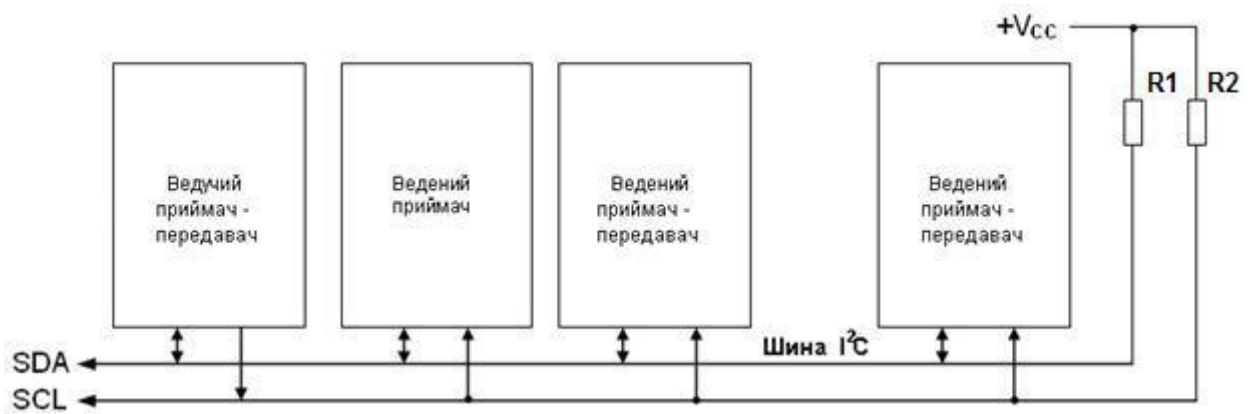 +Vcc
R1 R2
Ведучий
приймач -
передавач
Ведений
приймач
Ведений
приймач -
передавач
Ведений
приймач -
передавач
Шина I²C
SDA
SCL